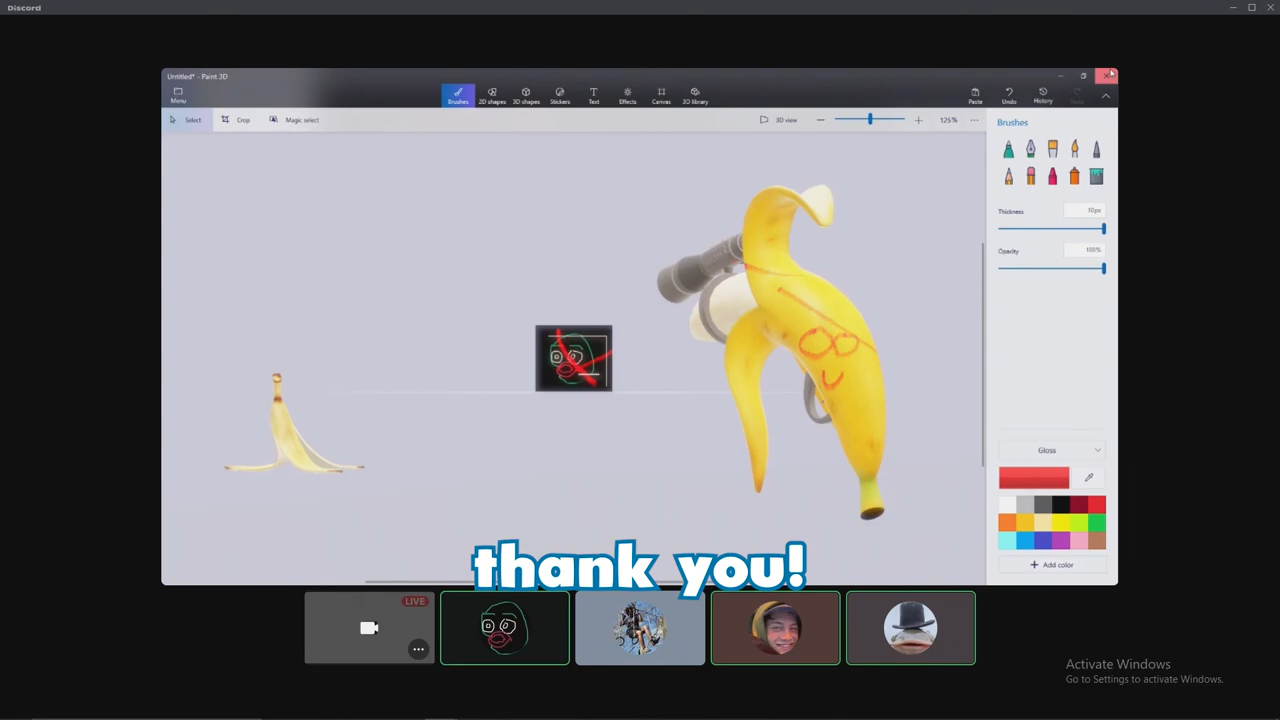 Discord
Untitled* - Paint 3D
Menu
Brushes
2D shapes
3D shapes
Stickers
Text
Effects
Canvas
3D library
Paste
Undo
History
Select
Crop
Magic select
3D view
125%
Brushes
Thickness
10px
Opacity
100%
Gloss
+ Add color
thank you!
LIVE
Activate Windows
Go to Settings to activate Windows.